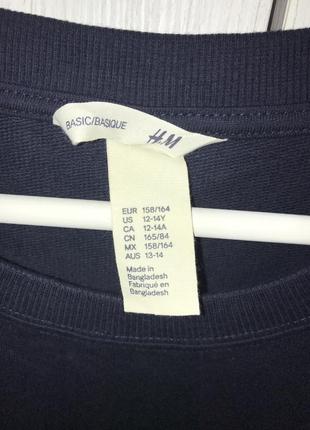 BASIC/BASIQUE
H&M
EUR 158/164
US 12-14Y
CA 12-14A
CN 165/84
MX 158/164
AUS 13-14
Made in
Bangladesh
Fabriqué en
Bangladesh